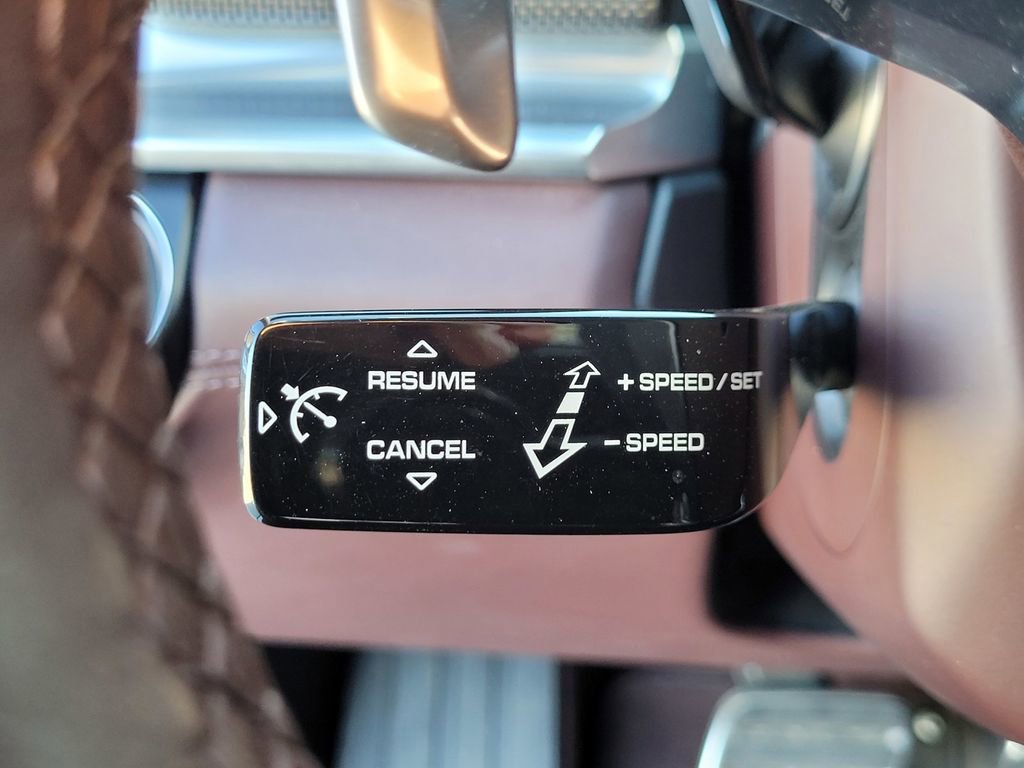 RESUME
+ SPEED / SET
CANCEL
- SPEED